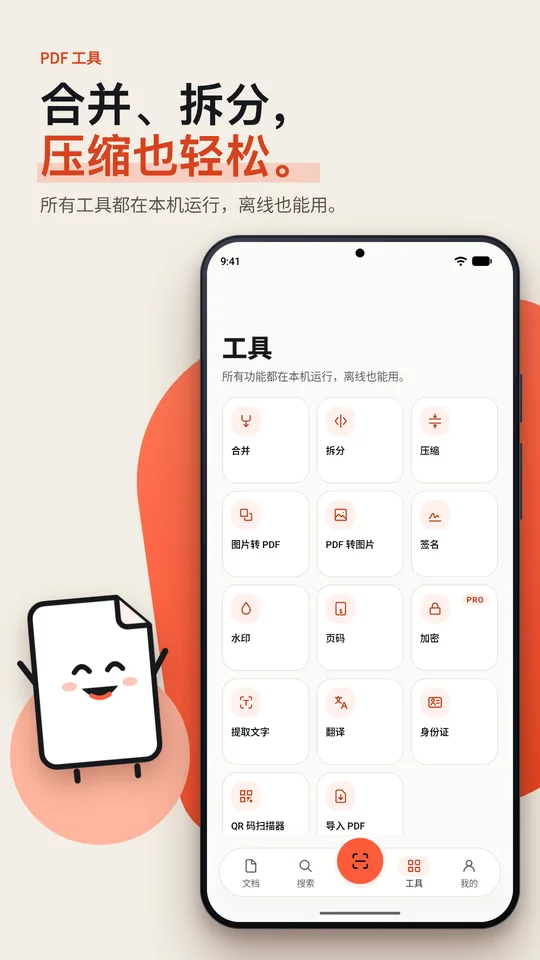 PDF 工具
合并、拆分，
压缩也轻松。
所有工具都在本机运行，离线也能用。
9:41
工具
所有功能都在本机运行，离线也能用。
合并
拆分
压缩
图片转 PDF
PDF 转图片
签名
水印
页码
PRO
加密
提取文字
翻译
身份证
QR 码扫描器
导入 PDF
文档
搜索
工具
我的